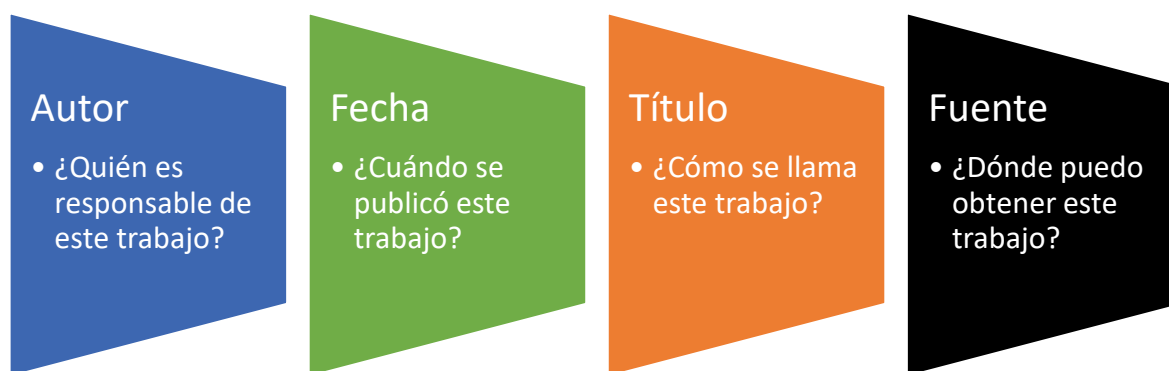 Autor
• ¿Quién es
responsable de
este trabajo?
Fecha
• ¿Cuándo se
publicó este
trabajo?
Título
• ¿Cómo se llama
este trabajo?
Fuente
• ¿Dónde puedo
obtener este
trabajo?